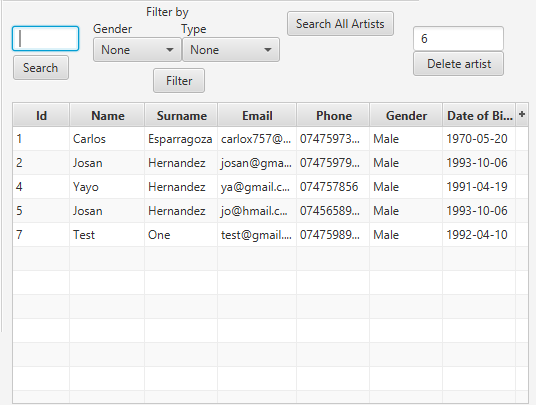 Filter by
Gender Type
None None
Search
Filter
Search All Artists
6
Delete artist
Id Name Surname Email Phone Gender Date of Bi... +
1 Carlos Esparragoza carlox757@... 07475973... Male 1970-05-20
2 Josan Hernandez josan@gma... 07475979... Male 1993-10-06
4 Yayo Hernandez ya@gmail.c... 074757856 Male 1991-04-19
5 Josan Hernandez jo@hmail.c... 07456589... Male 1993-10-06
7 Test One test@gmail.... 07475989... Male 1992-04-10